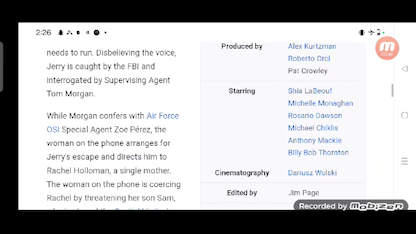 2:26
needs to run. Disbelieving the voice,
Jerry is caught by the FBI and
interrogated by Supervising Agent
Tom Morgan.
While Morgan confers with Air Force
OSI Special Agent Zoe Pérez, the
woman on the phone arranges for
Jerry's escape and directs him to
Rachel Holloman, a single mother.
The woman on the phone is coercing
Rachel by threatening her son Sam,
Produced by
Alex Kurtzman
Roberto Orci
Pat Crowley
Starring
Shia LaBeouf
Michelle Monaghan
Rosario Dawson
Michael Chiklis
Anthony Mackie
Billy Bob Thornton
Cinematography
Dariusz Wolski
Edited by
Jim Page
Recorded by Mobizen